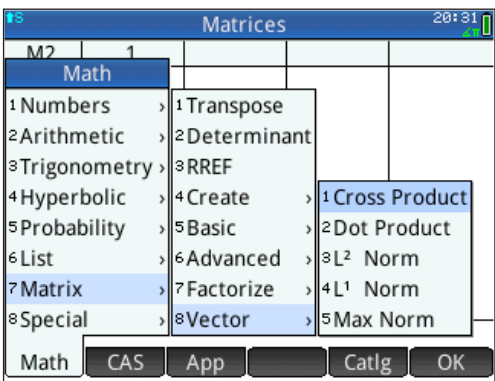 S Matrices 20:31
M2 1
Math
1 Numbers ›
2 Arithmetic ›
3 Trigonometry ›
4 Hyperbolic ›
5 Probability ›
6 List ›
7 Matrix ›
8 Special ›
1 Transpose
2 Determinant
3 RREF
4 Create ›
5 Basic ›
6 Advanced ›
7 Factorize ›
8 Vector ›
1 Cross Product
2 Dot Product
3 L² Norm
4 L¹ Norm
5 Max Norm
Math CAS App Catlg OK